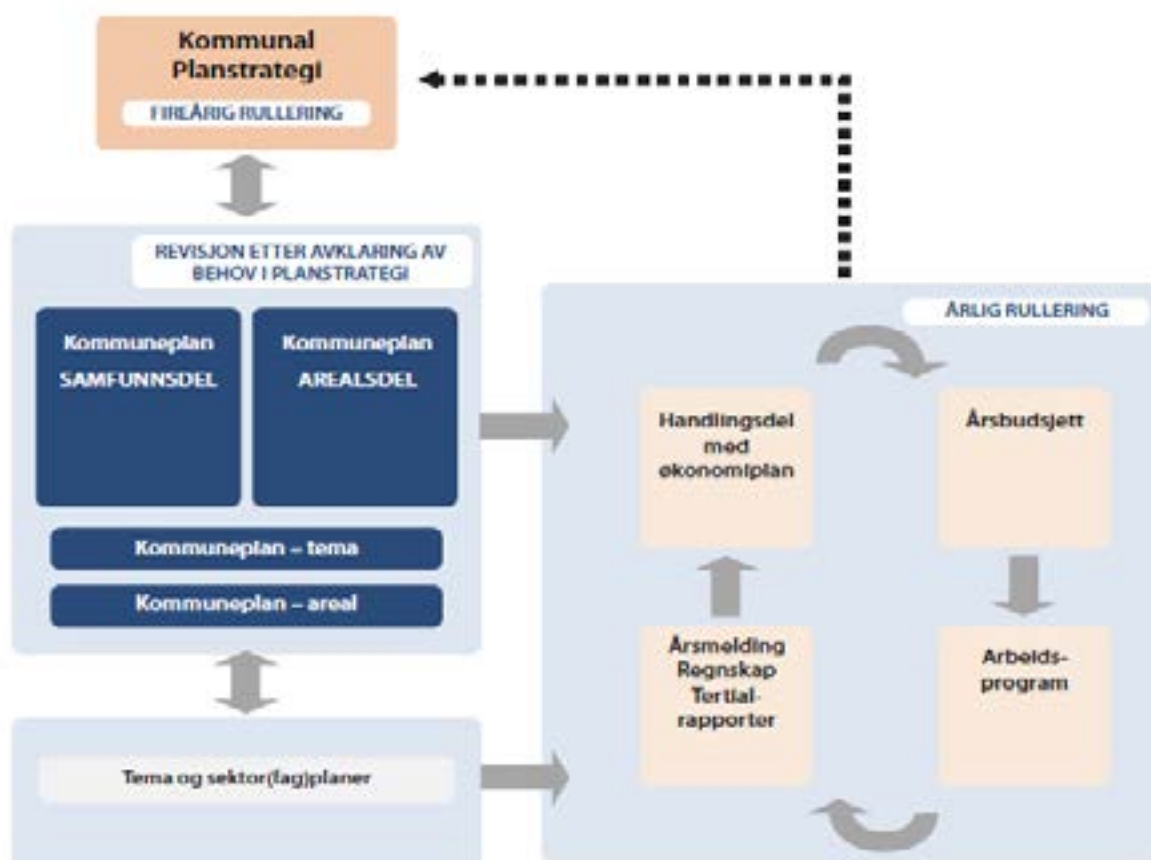 Kommunal
Planstrategi
FIREÅRIG RULLERING
REVISJON ETTER AVKLARING AV
BEHOV I PLANSTRATEGI
Kommuneplan
SAMFUNNSDEL
Kommuneplan
AREALSDEL
Kommuneplan – tema
Kommuneplan – areal
Tema og sektor(fag)planer
ÅRLIG RULLERING
Handlingsdel
med
økonomiplan
Årsbudsjett
Årsmelding
Regnskap
Tertial-
rapporter
Arbeids-
program